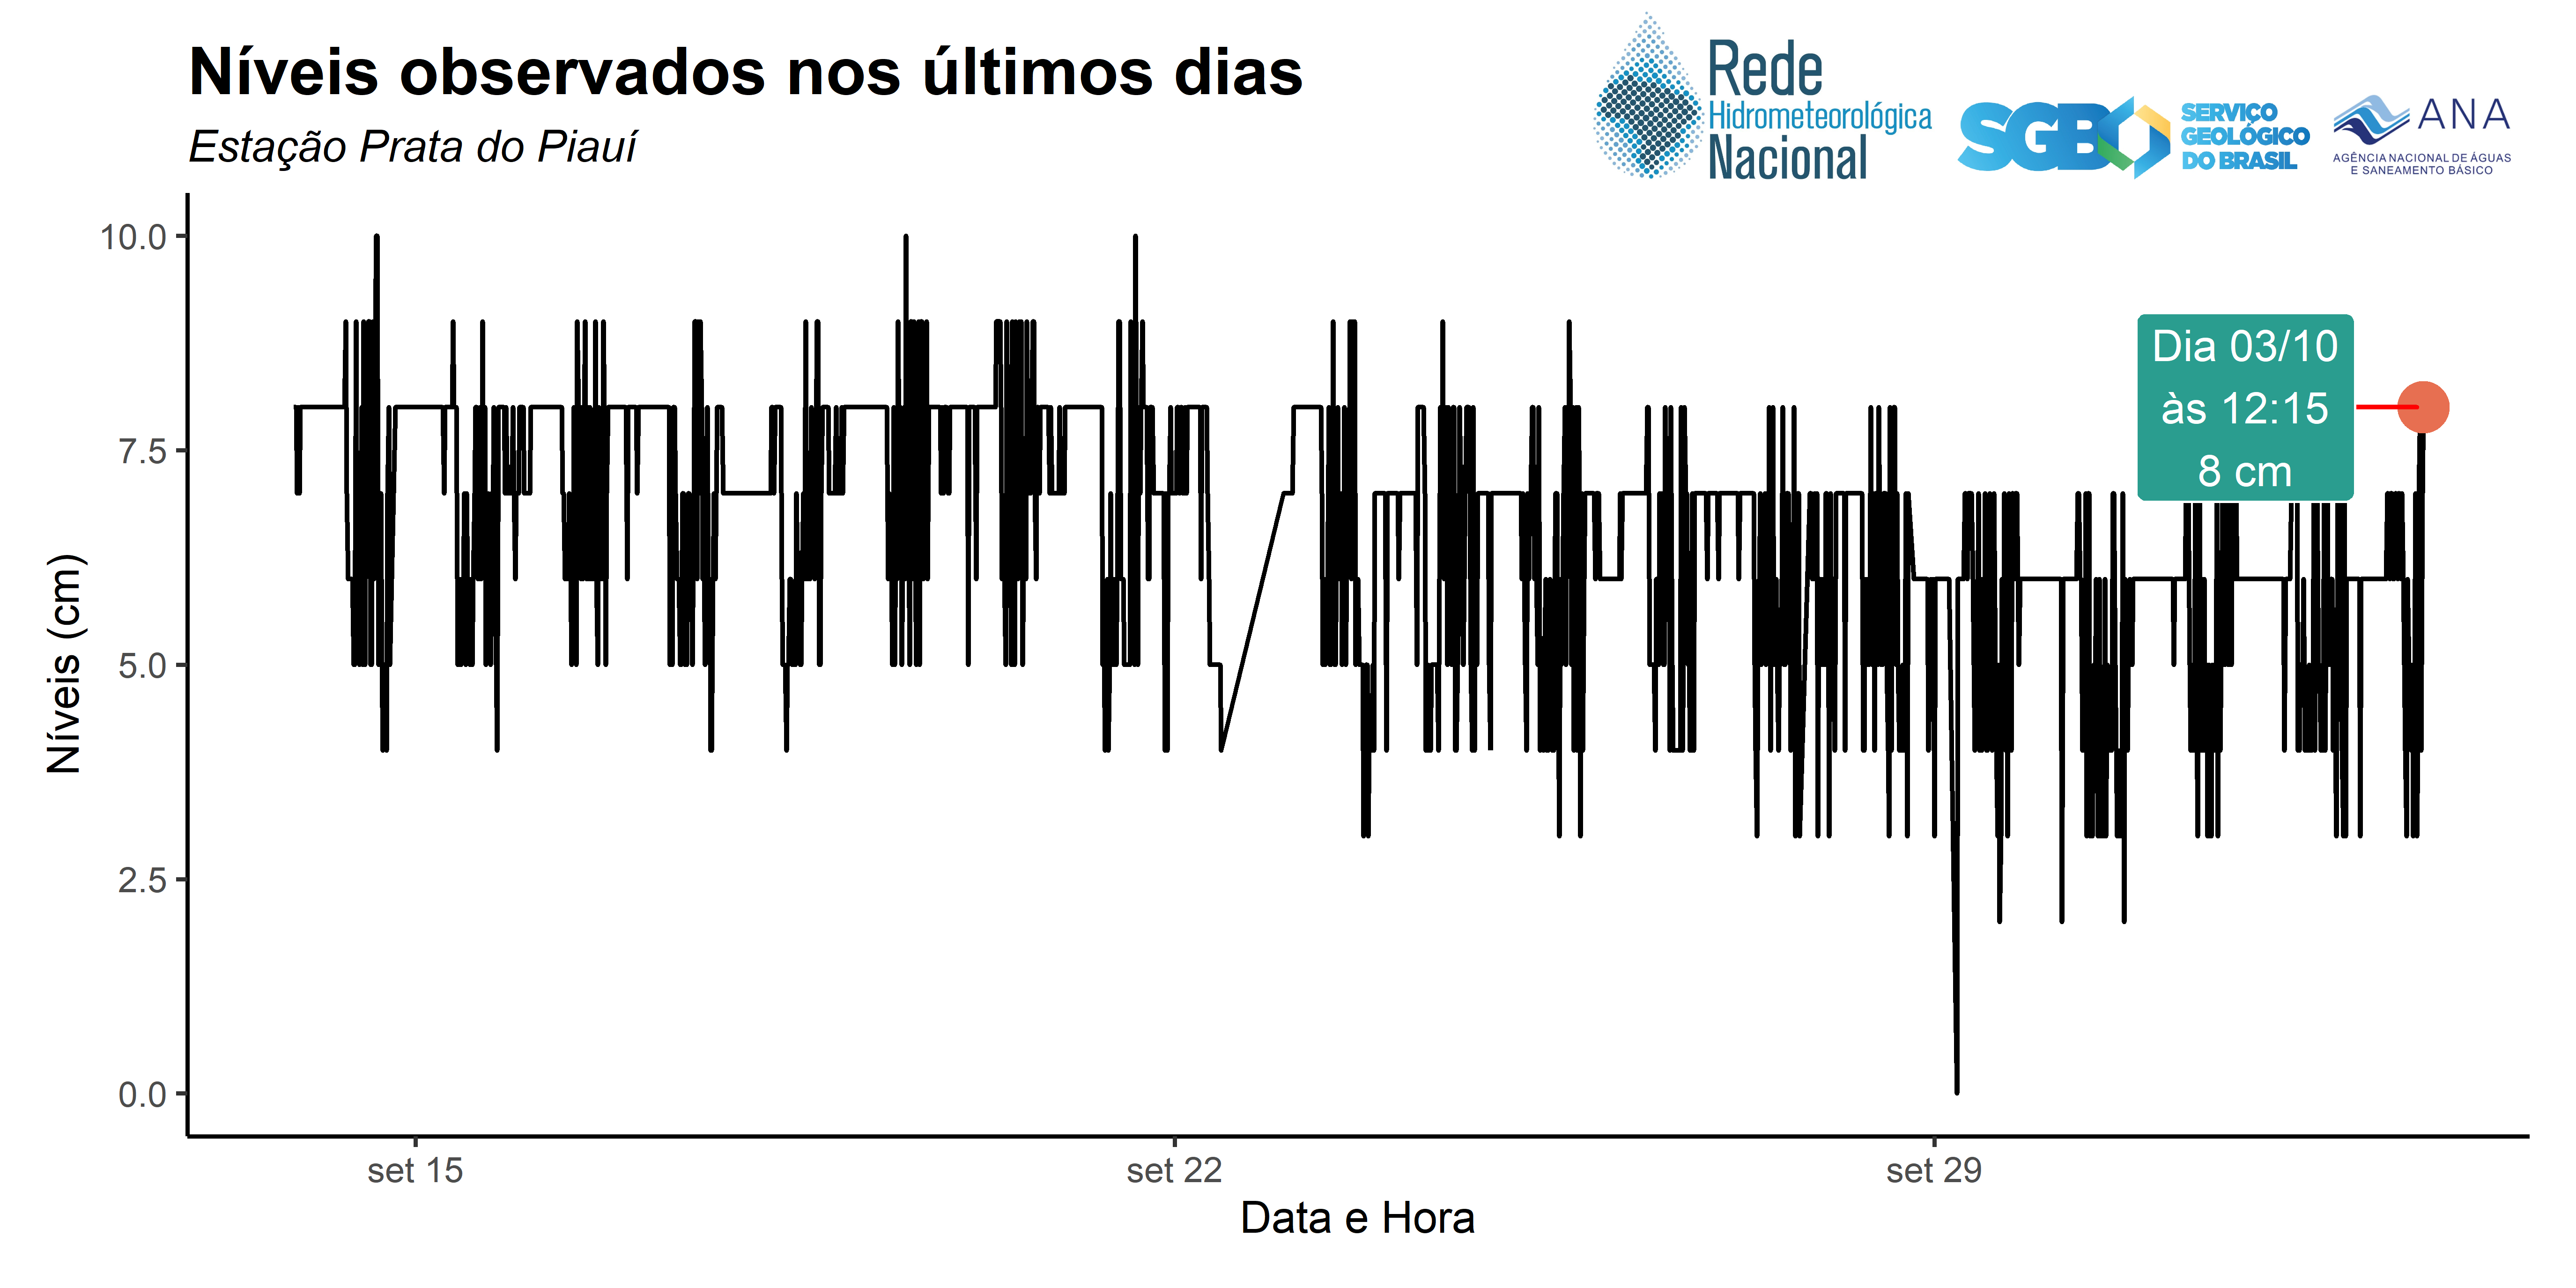 Níveis observados nos últimos dias
Estação Prata do Piauí
Rede
Hidrometeorológica
Nacional
SGB
SERVIÇO
GEOLÓGICO
DO BRASIL
ANA
AGÊNCIA NACIONAL DE ÁGUAS
E SANEAMENTO BÁSICO
Níveis (cm)
10.0
7.5
5.0
2.5
0.0
Dia 03/10
às 12:15
8 cm
set 15
set 22
set 29
Data e Hora